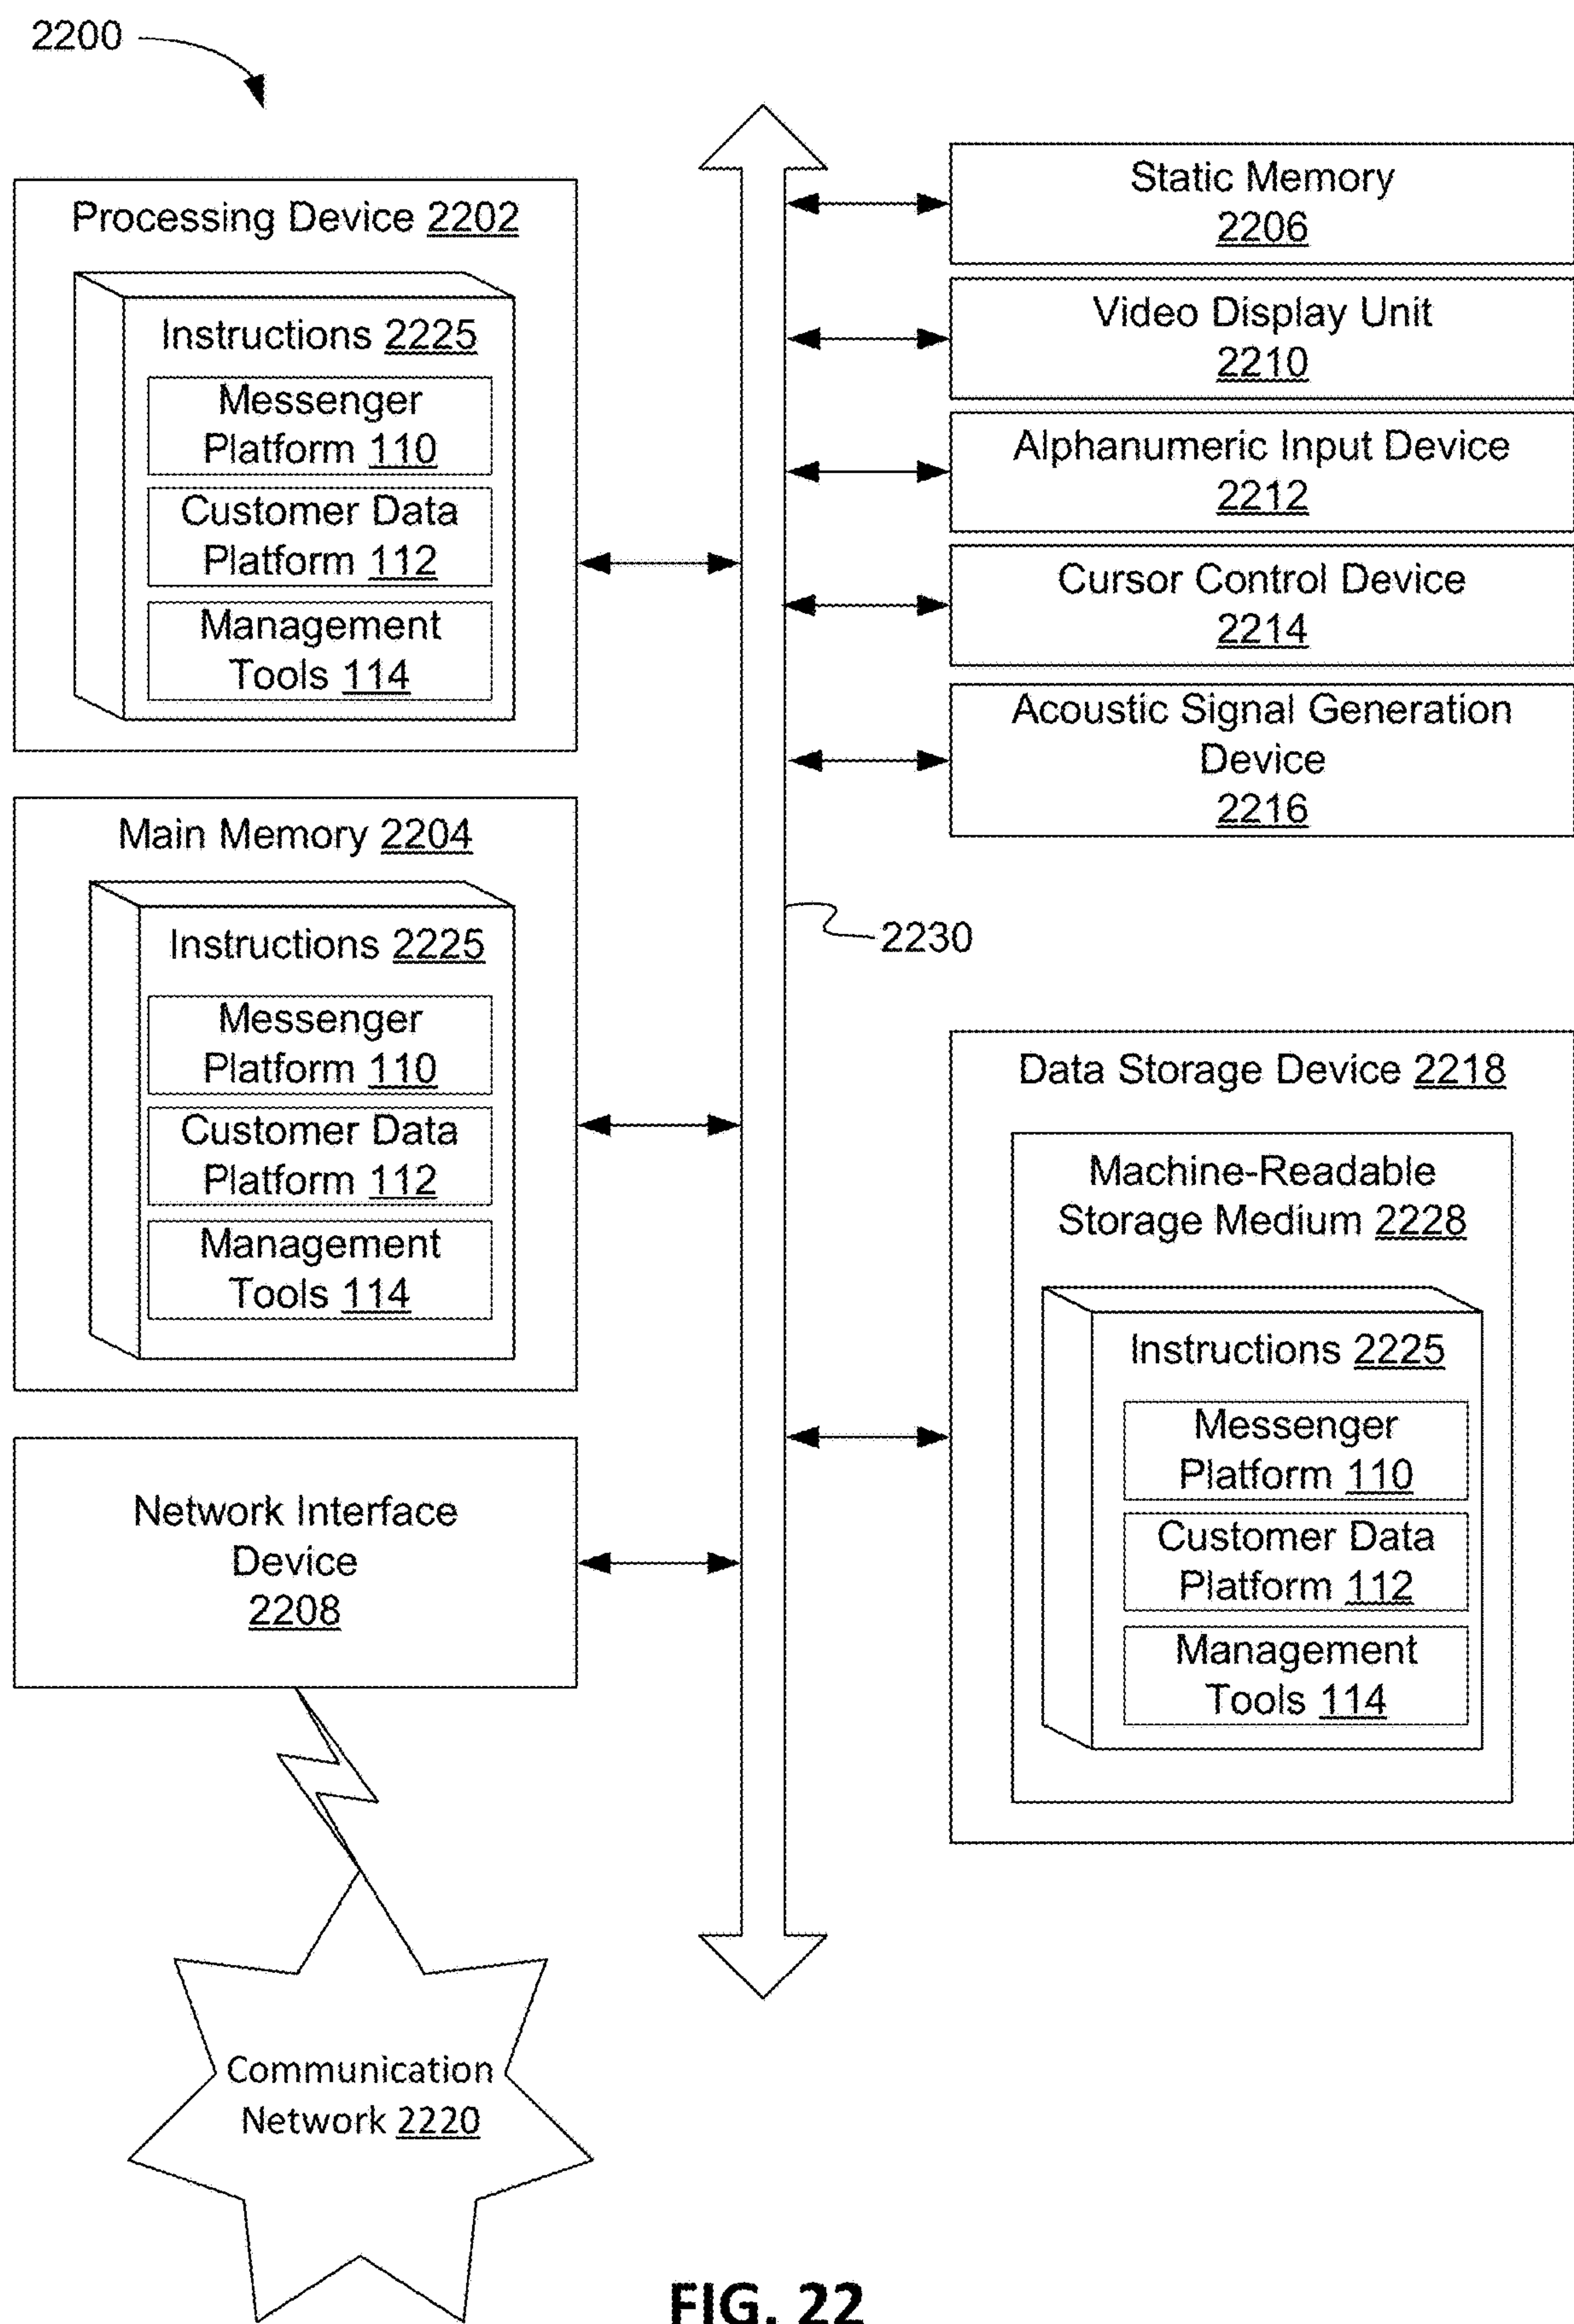 2200
Processing Device 2202
Instructions 2225
Messenger
Platform 110
Customer Data
Platform 112
Management
Tools 114
Main Memory 2204
Instructions 2225
Messenger
Platform 110
Customer Data
Platform 112
Management
Tools 114
Network Interface
Device
2208
Communication
Network 2220
Static Memory
2206
Video Display Unit
2210
Alphanumeric Input Device
2212
Cursor Control Device
2214
Acoustic Signal Generation
Device
2216
2230
Data Storage Device 2218
Machine-Readable
Storage Medium 2228
Instructions 2225
Messenger
Platform 110
Customer Data
Platform 112
Management
Tools 114
FIG. 22